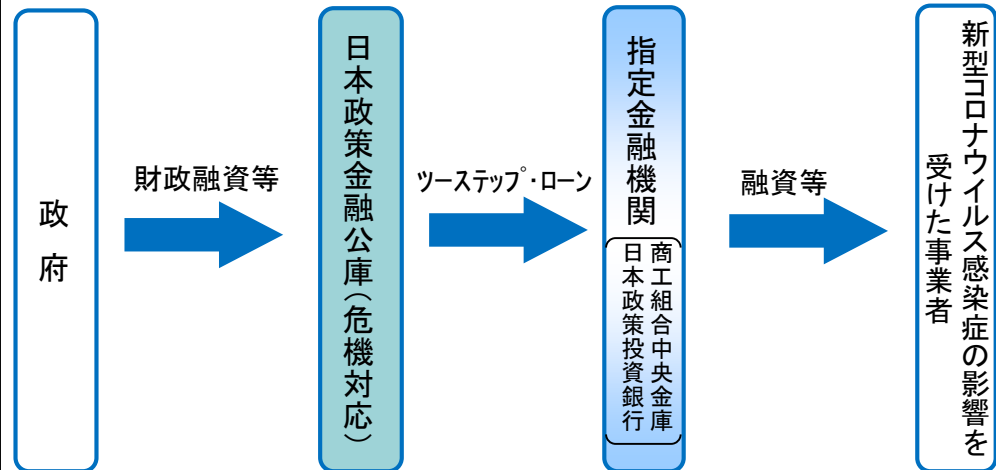 政府
財政融資等
日本政策金融公庫(危機対応)
ツーステップ・ローン
指定金融機関
商工組合中央金庫
日本政策投資銀行
融資等
新型コロナウイルス感染症の影響を
受けた事業者